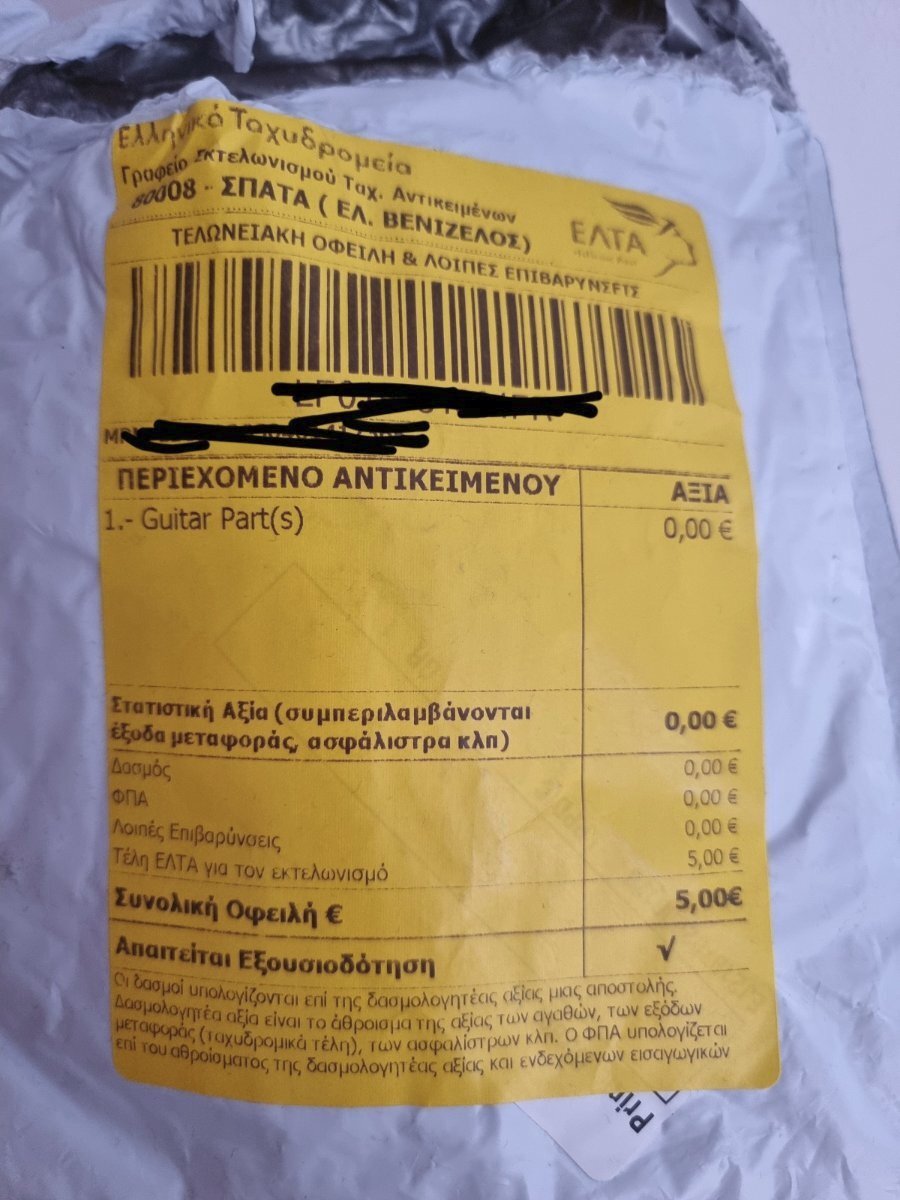 Ελληνικά Ταχυδρομεία
Γραφείο Εκτελωνισμού Ταχ. Αντικειμένων
80008 - ΣΠΑΤΑ ( ΕΛ. ΒΕΝΙΖΕΛΟΣ)
ΕΛΤΑ
Hellenic Post
ΤΕΛΩΝΕΙΑΚΗ ΟΦΕΙΛΗ & ΛΟΙΠΕΣ ΕΠΙΒΑΡΥΝΣΕΙΣ
ΠΕΡΙΕΧΟΜΕΝΟ ΑΝΤΙΚΕΙΜΕΝΟΥ ΑΞΙΑ
1.- Guitar Part(s) 0,00 €
Στατιστική Αξία (συμπεριλαμβάνονται
έξοδα μεταφοράς, ασφάλιστρα κλπ) 0,00 €
Δασμός 0,00 €
ΦΠΑ 0,00 €
Λοιπές Επιβαρύνσεις 0,00 €
Τέλη ΕΛΤΑ για τον εκτελωνισμό 5,00 €
Συνολική Οφειλή € 5,00€
Απαιτείται Εξουσιοδότηση √
Οι δασμοί υπολογίζονται επί της δασμολογητέας αξίας μιας αποστολής.
Δασμολογητέα αξία είναι το άθροισμα της αξίας των αγαθών, των εξόδων
μεταφοράς (ταχυδρομικά τέλη), των ασφαλίστρων κλπ. Ο ΦΠΑ υπολογίζεται
επί του αθροίσματος της δασμολογητέας αξίας και ενδεχόμενων εισαγωγικών